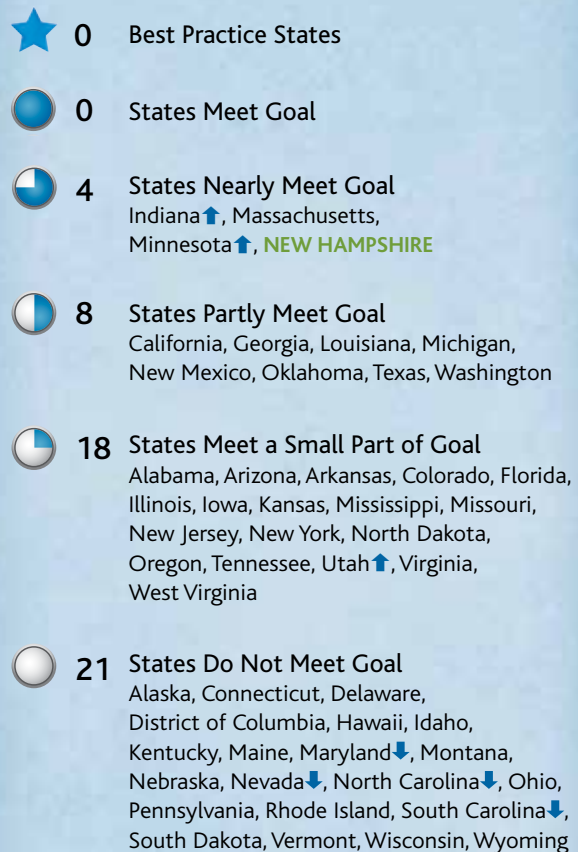 0 Best Practice States
0 States Meet Goal
4 States Nearly Meet Goal
Indiana⬆, Massachusetts,
Minnesota⬆, NEW HAMPSHIRE
8 States Partly Meet Goal
California, Georgia, Louisiana, Michigan,
New Mexico, Oklahoma, Texas, Washington
18 States Meet a Small Part of Goal
Alabama, Arizona, Arkansas, Colorado, Florida,
Illinois, Iowa, Kansas, Mississippi, Missouri,
New Jersey, New York, North Dakota,
Oregon, Tennessee, Utah⬆, Virginia,
West Virginia
21 States Do Not Meet Goal
Alaska, Connecticut, Delaware,
District of Columbia, Hawaii, Idaho,
Kentucky, Maine, Maryland⬇, Montana,
Nebraska, Nevada⬇, North Carolina⬇, Ohio,
Pennsylvania, Rhode Island, South Carolina⬇,
South Dakota, Vermont, Wisconsin, Wyoming